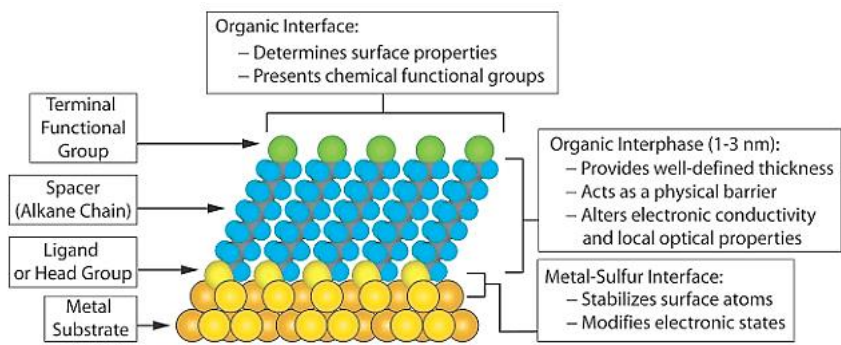 Organic Interface:
– Determines surface properties
– Presents chemical functional groups
Terminal
Functional
Group
Spacer
(Alkane Chain)
Ligand
or Head Group
Metal
Substrate
Organic Interphase (1-3 nm):
– Provides well-defined thickness
– Acts as a physical barrier
– Alters electronic conductivity
and local optical properties
Metal-Sulfur Interface:
– Stabilizes surface atoms
– Modifies electronic states